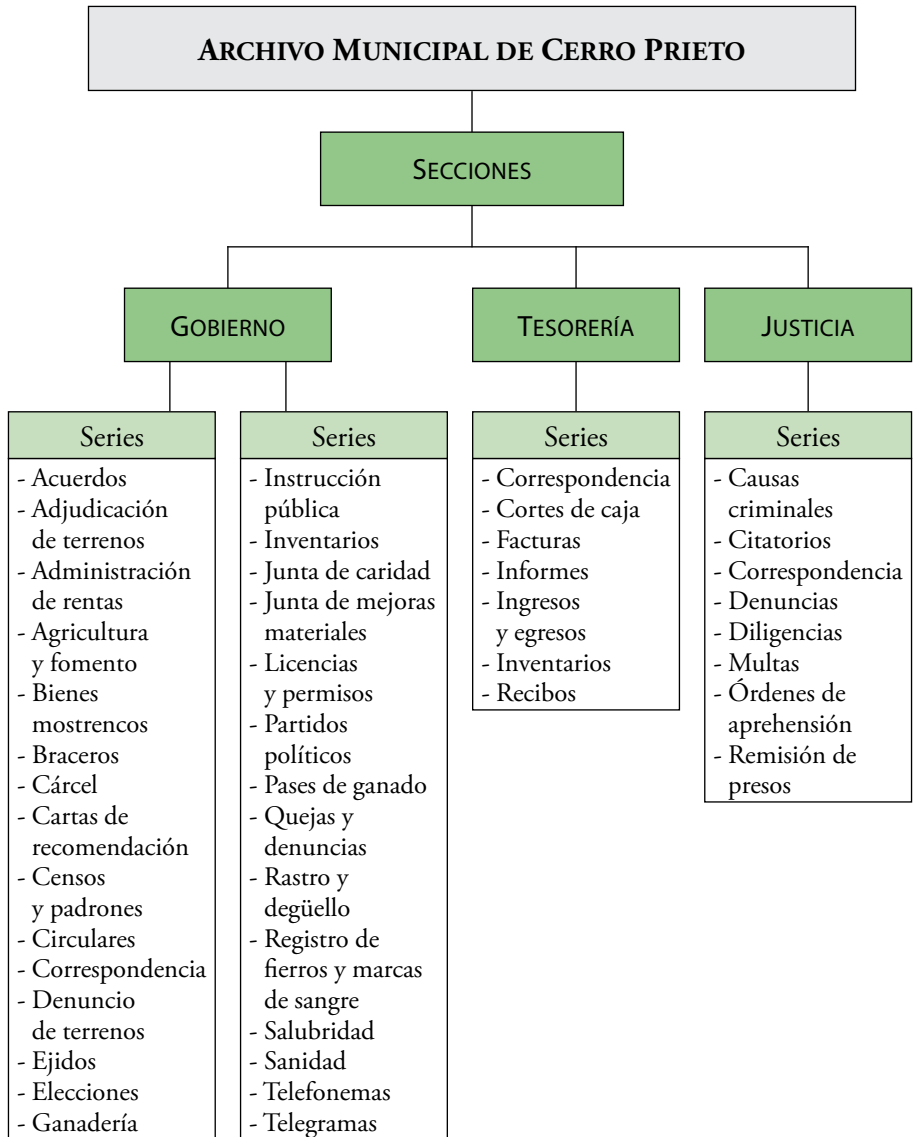 ARCHIVO MUNICIPAL DE CERRO PRIETO
SECCIONES
GOBIERNO
TESORERÍA
JUSTICIA
Series
- Acuerdos
- Adjudicación
de terrenos
- Administración
de rentas
- Agricultura
y fomento
- Bienes
mostrencos
- Braceros
- Cárcel
- Cartas de
recomendación
- Censos
y padrones
- Circulares
- Correspondencia
- Denuncio
de terrenos
- Ejidos
- Elecciones
- Ganadería
Series
- Instrucción
pública
- Inventarios
- Junta de caridad
- Junta de mejoras
materiales
- Licencias
y permisos
- Partidos
políticos
- Pases de ganado
- Quejas y
denuncias
- Rastro y
degüello
- Registro de
fierros y marcas
de sangre
- Salubridad
- Sanidad
- Telefonemas
- Telegramas
Series
- Correspondencia
- Cortes de caja
- Facturas
- Informes
- Ingresos
y egresos
- Inventarios
- Recibos
Series
- Causas
criminales
- Citatorios
- Correspondencia
- Denuncias
- Diligencias
- Multas
- Órdenes de
aprehensión
- Remisión de
presos